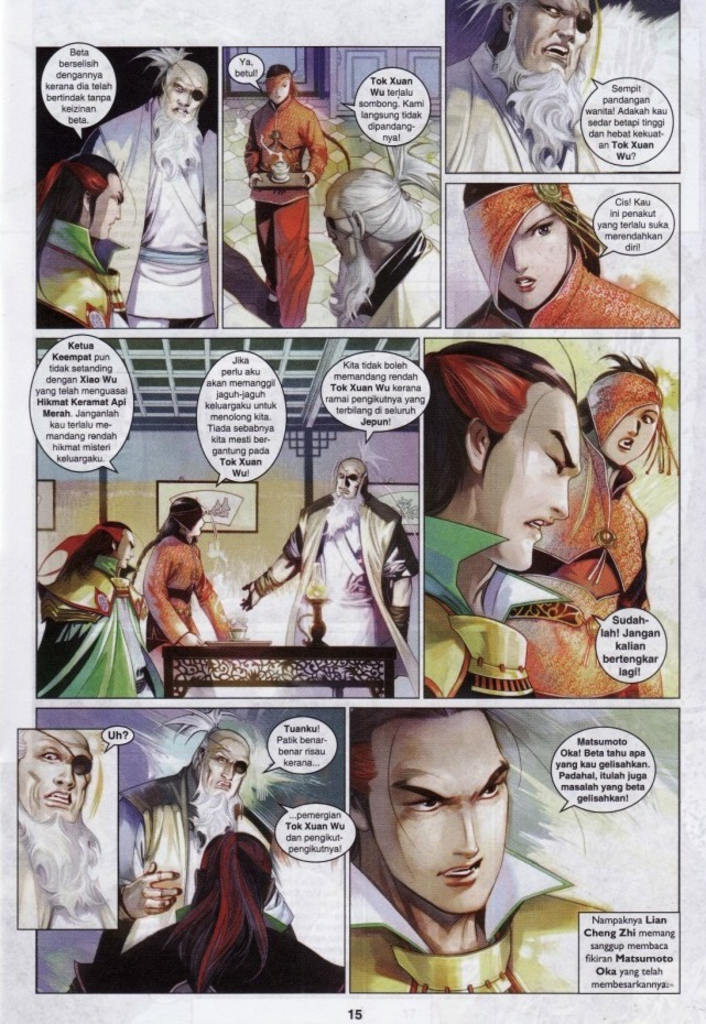 Beta
berselisih
dengannya
kerana dia telah
bertindak tanpa
keizinan
beta.
Ya,
betul!
Tok Xuan
Wu terlalu
sombong. Kami
langsung tidak
dipandang-
nya!
Sempit
pandangan
wanita! Adakah kau
sedar betapi tinggi
dan hebat kekuat-
an Tok Xuan
Wu?
Cis! Kau
ini penakut
yang terlalu suka
merendahkan
diri!
Ketua
Keempat pun
tidak setanding
dengan Xiao Wu
yang telah menguasai
Hikmat Keramat Api
Merah. Janganlah
kau terlalu me-
mandang rendah
hikmat misteri
keluargaku.
Jika
perlu aku
akan memanggil
jaguh-jaguh
keluargaku untuk
menolong kita.
Tiada sebabnya
kita mesti ber-
gantung pada
Tok Xuan
Wu!
Kita tidak boleh
memandang rendah
Tok Xuan Wu kerana
ramai pengikutnya yang
terbilang di seluruh
Jepun!
Sudah-
lah! Jangan
kalian
bertengkar
lagi!
Uh?
Tuanku!
Patik benar-
benar risau
kerana...
...pemergian
Tok Xuan Wu
dan pengikut-
pengikutnya!
Matsumoto
Oka! Beta tahu apa
yang kau gelisahkan.
Padahal, itulah juga
masalah yang beta
gelisahkan!
Nampaknya Lian
Cheng Zhi memang
sanggup membaca
fikiran Matsumoto
Oka yang telah
membesarkannya.
15